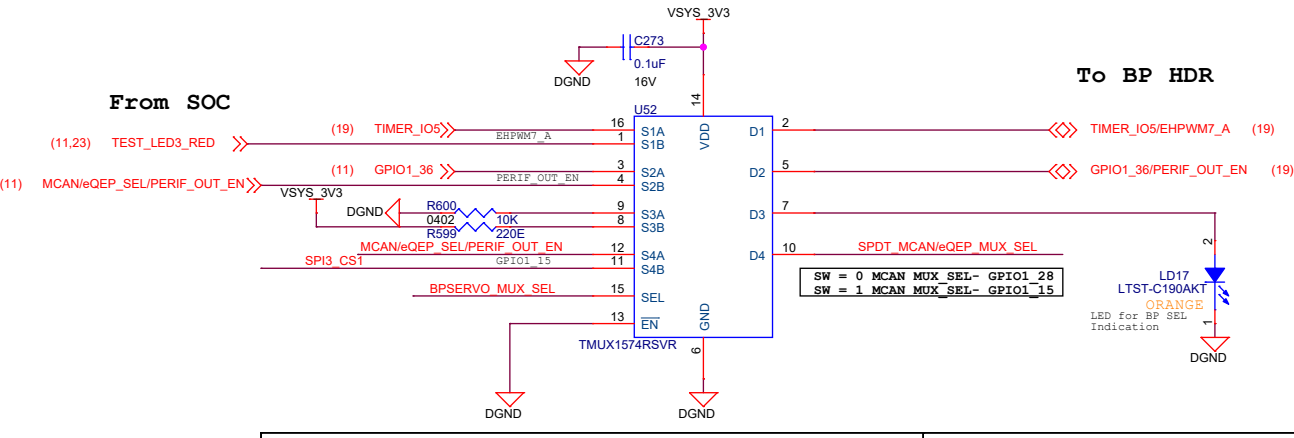 VSYS_3V3
C273
0.1uF
16V
DGND
To BP HDR
From SOC
U52
14
VDD
(19) TIMER_IO5
16 S1A
D1 2
TIMER_IO5/EHPWM7_A (19)
(11,23) TEST_LED3_RED
EHPWM7_A
1 S1B
(11) GPIO1_36
3 S2A
D2 5
GPIO1_36/PERIF_OUT_EN (19)
(11) MCAN/eQEP_SEL/PERIF_OUT_EN
PERIF_OUT_EN
4 S2B
VSYS_3V3
DGND
R600
0402
10K
9 S3A
D3 7
R599
220E
8 S3B
MCAN/eQEP_SEL/PERIF_OUT_EN
12 S4A
D4 10
SPDT_MCAN/eQEP_MUX_SEL
SPI3_CS1
GPIO1_15
11 S4B
SW = 0 MCAN MUX_SEL- GPIO1_28
SW = 1 MCAN MUX_SEL- GPIO1_15
BPSERVO_MUX_SEL
15 SEL
13 EN
GND
6
TMUX1574RSVR
2
LD17
LTST-C190AKT
ORANGE
LED for BP SEL
Indication
1
DGND
DGND
DGND